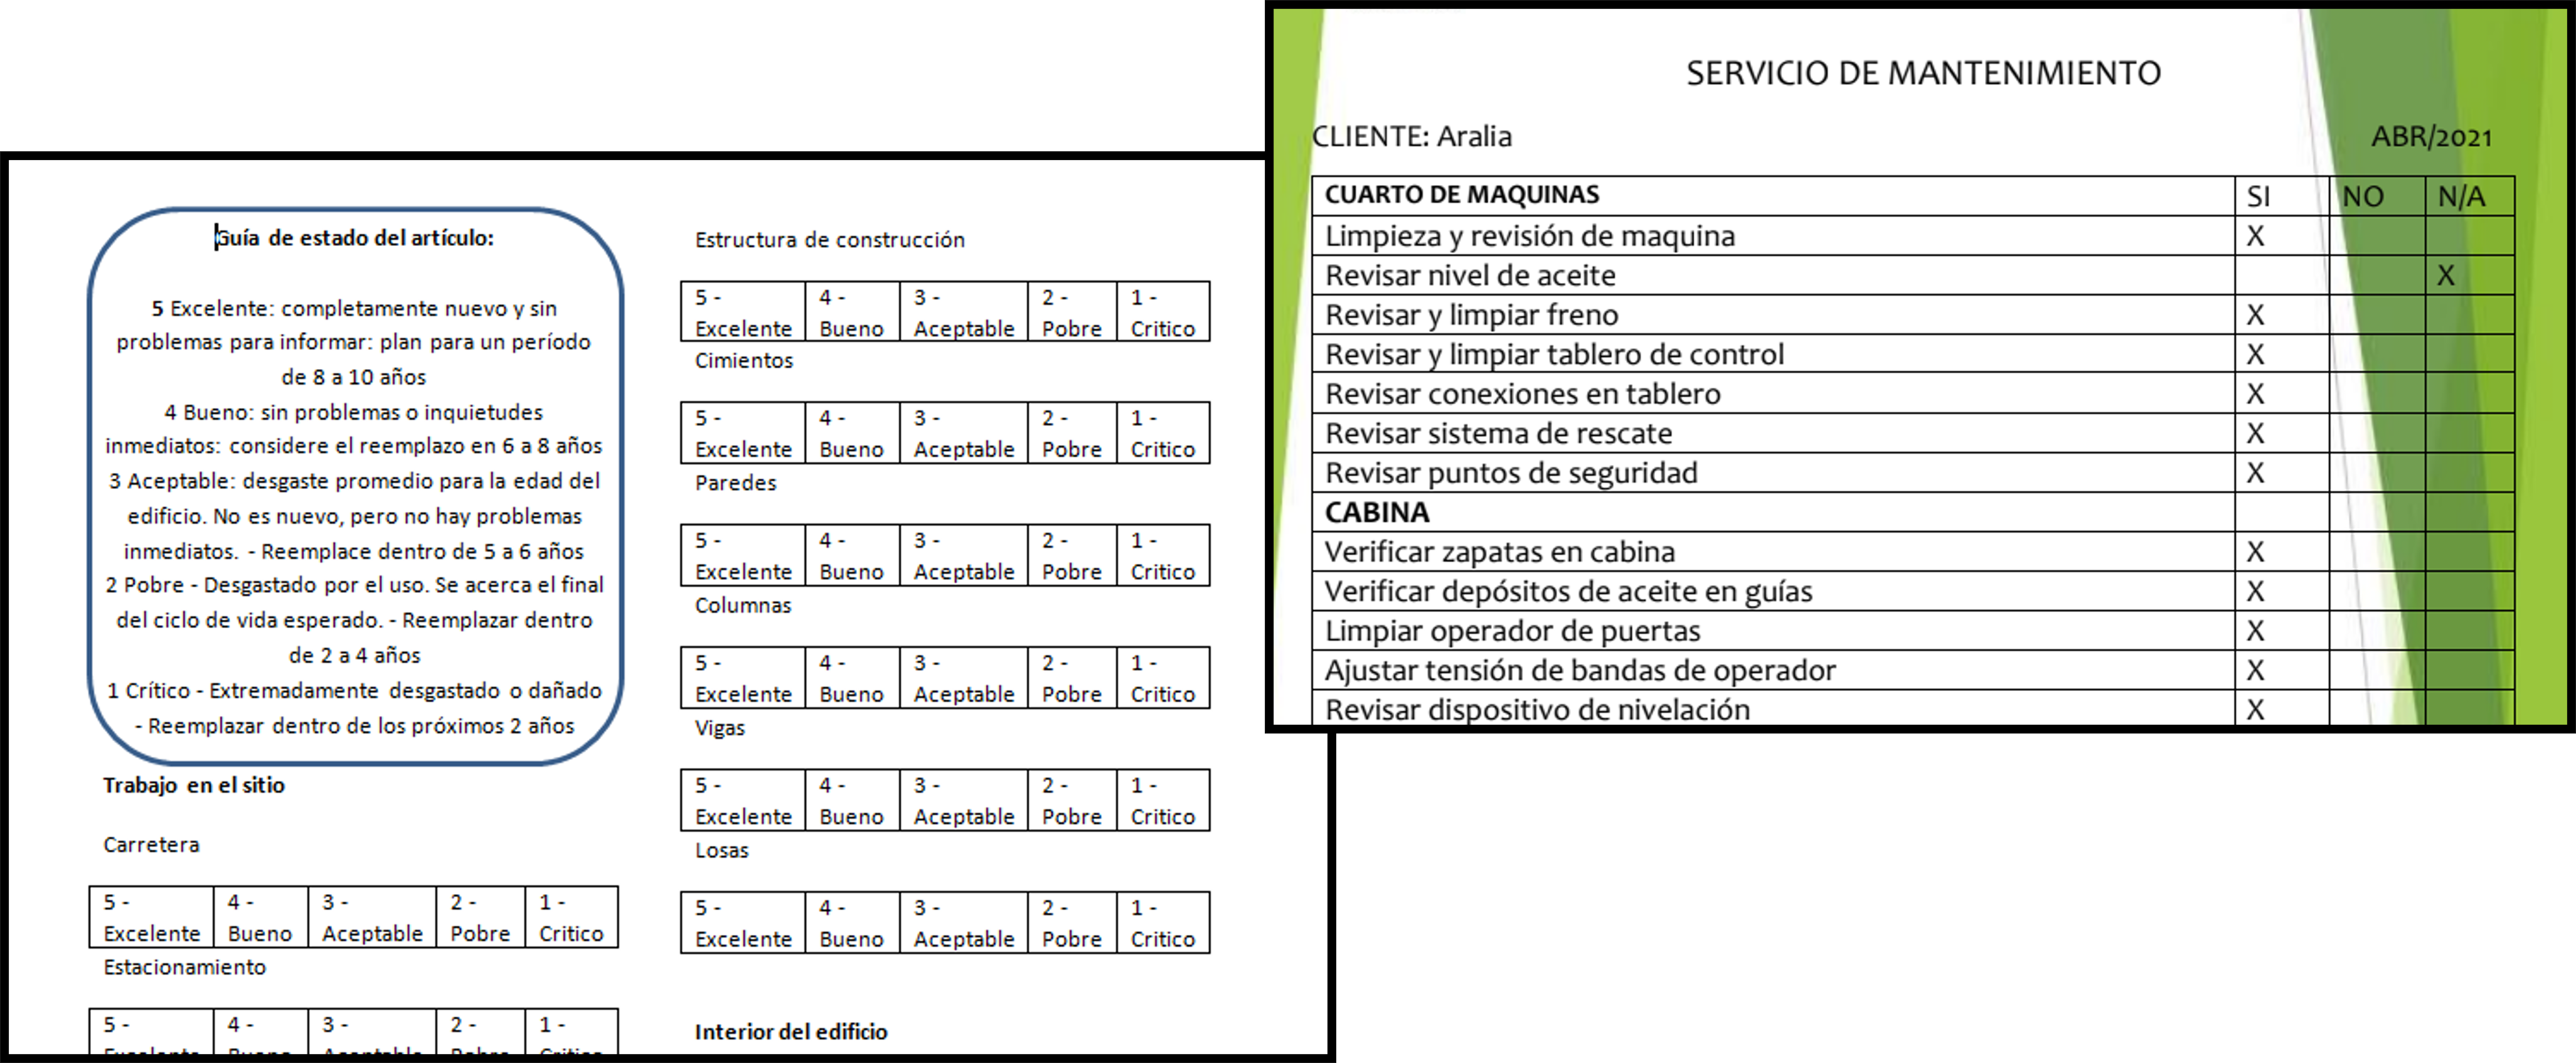 Guía de estado del artículo:
5 Excelente: completamente nuevo y sin
problemas para informar: plan para un período
de 8 a 10 años
4 Bueno: sin problemas o inquietudes
inmediatos: considere el reemplazo en 6 a 8 años
3 Aceptable: desgaste promedio para la edad del
edificio. No es nuevo, pero no hay problemas
inmediatos. - Reemplace dentro de 5 a 6 años
2 Pobre - Desgastado por el uso. Se acerca el final
del ciclo de vida esperado. - Reemplazar dentro
de 2 a 4 años
1 Crítico - Extremadamente desgastado o dañado
- Reemplazar dentro de los próximos 2 años
Trabajo en el sitio
Carretera
5 - 4 - 3 - 2 - 1 -
Excelente Bueno Aceptable Pobre Critico
Estacionamiento
5 - 4 - 3 - 2 - 1 -
Excelente Bueno Aceptable Pobre Critico
Estructura de construcción
5 - 4 - 3 - 2 - 1 -
Excelente Bueno Aceptable Pobre Critico
Cimientos
5 - 4 - 3 - 2 - 1 -
Excelente Bueno Aceptable Pobre Critico
Paredes
5 - 4 - 3 - 2 - 1 -
Excelente Bueno Aceptable Pobre Critico
Columnas
5 - 4 - 3 - 2 - 1 -
Excelente Bueno Aceptable Pobre Critico
Vigas
5 - 4 - 3 - 2 - 1 -
Excelente Bueno Aceptable Pobre Critico
Losas
5 - 4 - 3 - 2 - 1 -
Excelente Bueno Aceptable Pobre Critico
Interior del edificio
SERVICIO DE MANTENIMIENTO
CLIENTE: Aralia ABR/2021
CUARTO DE MAQUINAS SI NO N/A
Limpieza y revisión de maquina X
Revisar nivel de aceite X
Revisar y limpiar freno X
Revisar y limpiar tablero de control X
Revisar conexiones en tablero X
Revisar sistema de rescate X
Revisar puntos de seguridad X
CABINA
Verificar zapatas en cabina X
Verificar depósitos de aceite en guías X
Limpiar operador de puertas X
Ajustar tensión de bandas de operador X
Revisar dispositivo de nivelación X